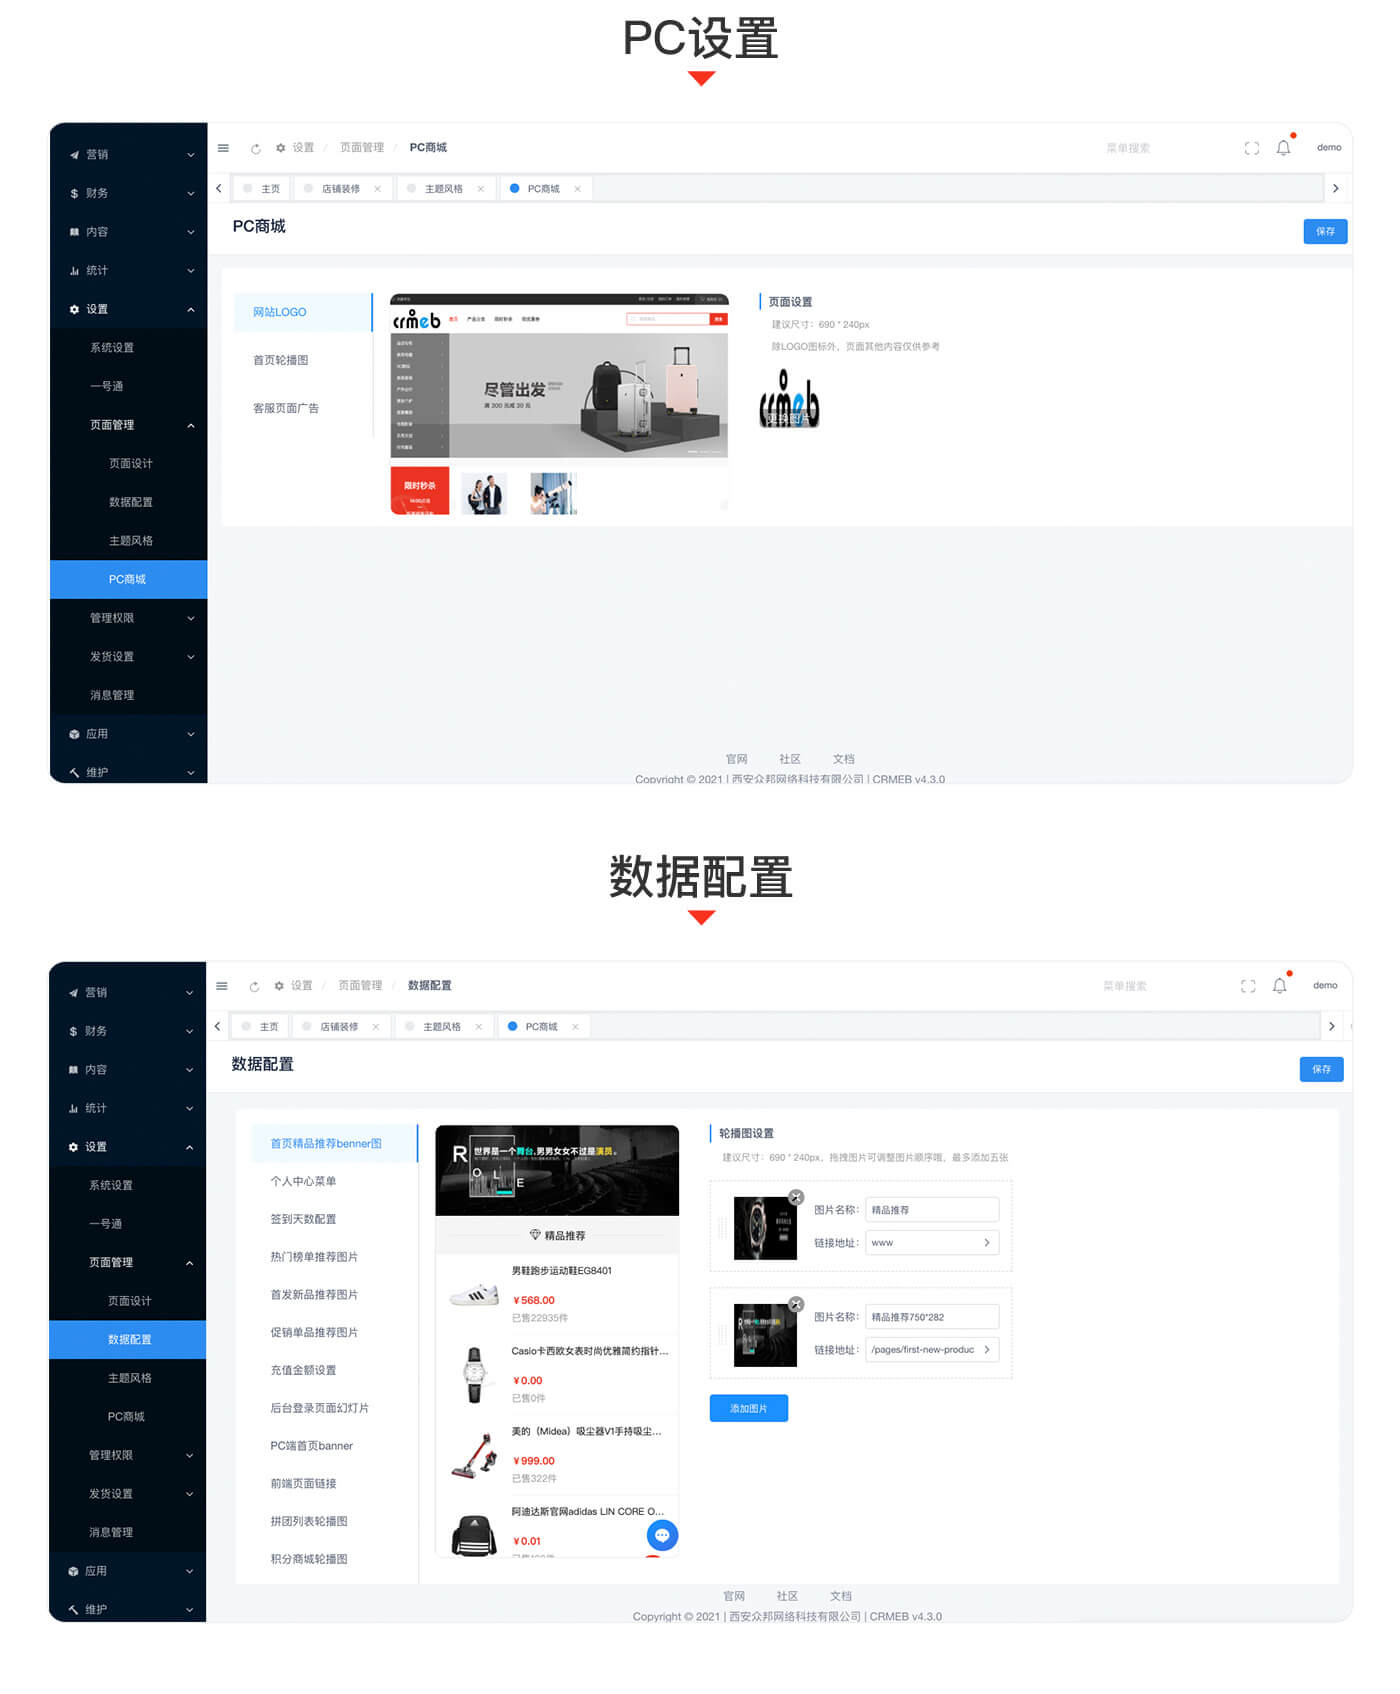 PC设置
营销
财务
内容
统计
设置
系统设置
一号通
页面管理
页面设计
数据配置
主题风格
PC商城
管理权限
发货设置
消息管理
应用
维护
设置 / 页面管理 / PC商城
菜单搜索
demo
主页
店铺装修
主题风格
PC商城
PC商城
保存
网站LOGO
首页轮播图
客服页面广告
crmeb
尽管出发
满 200 元减 20 元
限时秒杀
页面设置
建议尺寸：690 * 240px
除LOGO图标外，页面其他内容仅供参考
crmeb
更换图片
官网 社区 文档
Copyright © 2021 | 西安众邦网络科技有限公司 | CRMEB v4.3.0
数据配置
营销
财务
内容
统计
设置
系统设置
一号通
页面管理
页面设计
数据配置
主题风格
PC商城
管理权限
发货设置
消息管理
应用
维护
设置 / 页面管理 / 数据配置
菜单搜索
demo
主页
店铺装修
主题风格
PC商城
数据配置
保存
首页精品推荐benner图
个人中心菜单
签到天数配置
热门榜单推荐图片
首发新品推荐图片
促销单品推荐图片
充值金额设置
后台登录页面幻灯片
PC端首页banner
前端页面链接
拼团列表轮播图
积分商城轮播图
世界是一个舞台,男男女女不过是演员。
ROLE
精品推荐
男鞋跑步运动鞋EG8401
￥568.00
已售22935件
Casio卡西欧女表时尚优雅简约指针...
￥0.00
已售0件
美的（Midea）吸尘器V1手持吸尘...
￥999.00
已售322件
阿迪达斯官网adidas LIN CORE O...
￥0.01
轮播图设置
建议尺寸：690 * 240px，拖拽图片可调整图片顺序哦，最多添加五张
图片名称： 精品推荐
链接地址： www
图片名称： 精品推荐750*282
链接地址： /pages/first-new-produc
添加图片
官网 社区 文档
Copyright © 2021 | 西安众邦网络科技有限公司 | CRMEB v4.3.0